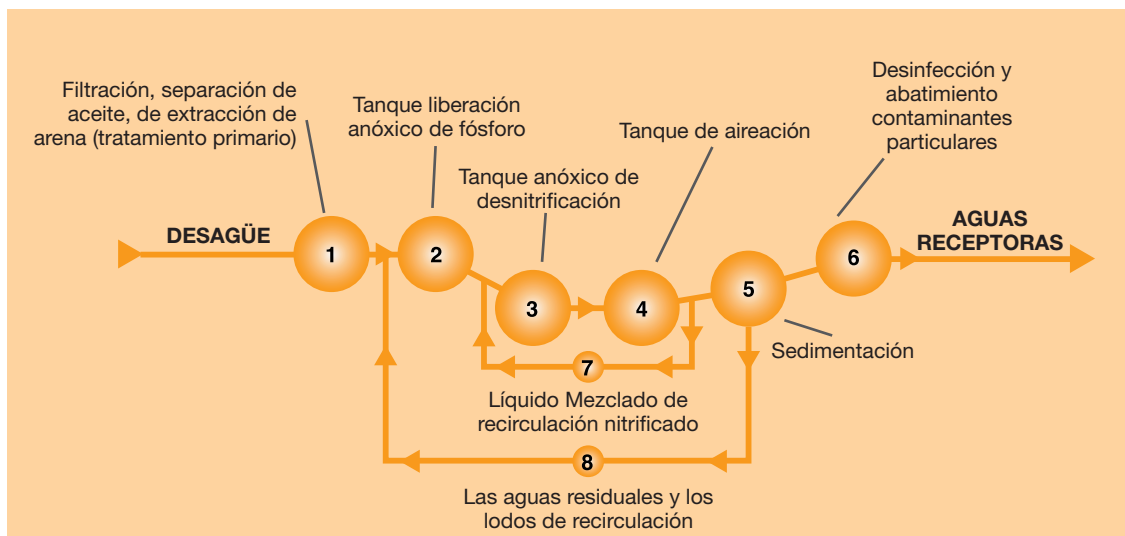 Filtración, separación de
aceite, de extracción de
arena (tratamiento primario)
Tanque liberación
anóxico de fósforo
Tanque anóxico de
desnitrificación
Tanque de aireación
Desinfección y
abatimiento
contaminantes
particulares
DESAGÜE
1
2
3
4
5
6
AGUAS
RECEPTORAS
Sedimentación
7
Líquido Mezclado de
recirculación nitrificado
8
Las aguas residuales y los
lodos de recirculación